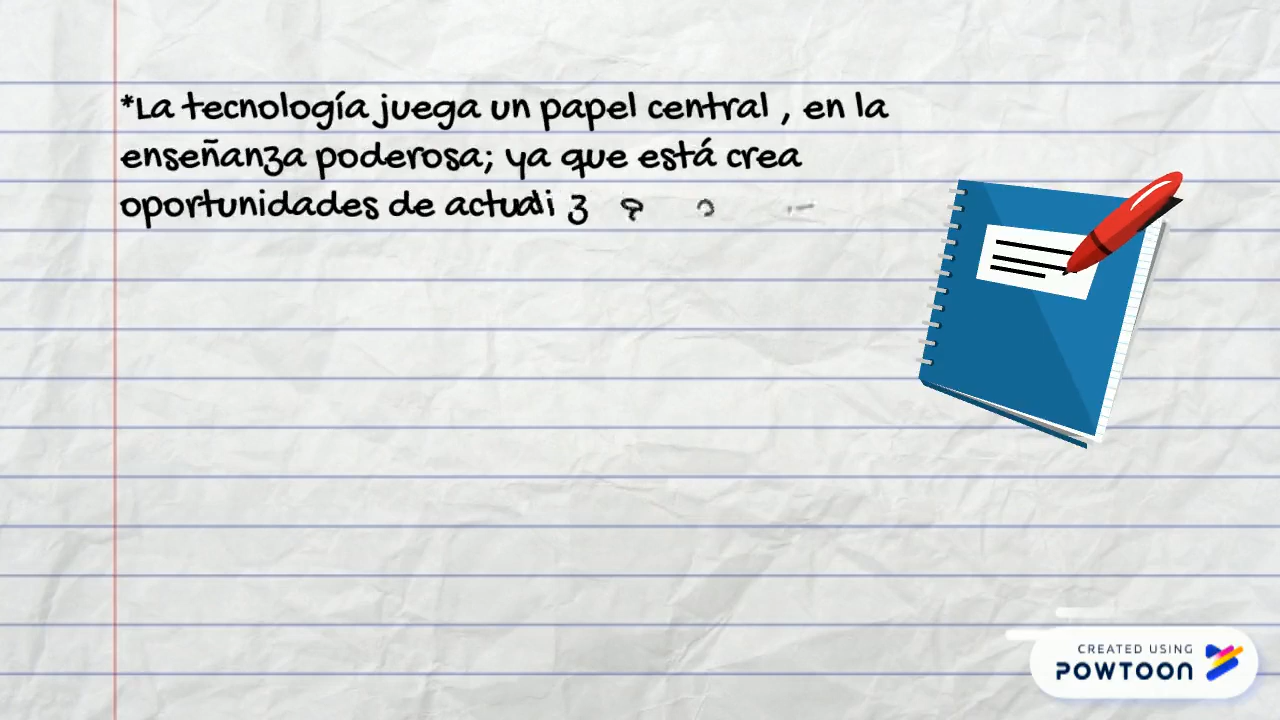 *La tecnología juega un papel central , en la
enseñanza poderosa; ya que está crea
oportunidades de
CREATED USING
POWTOON